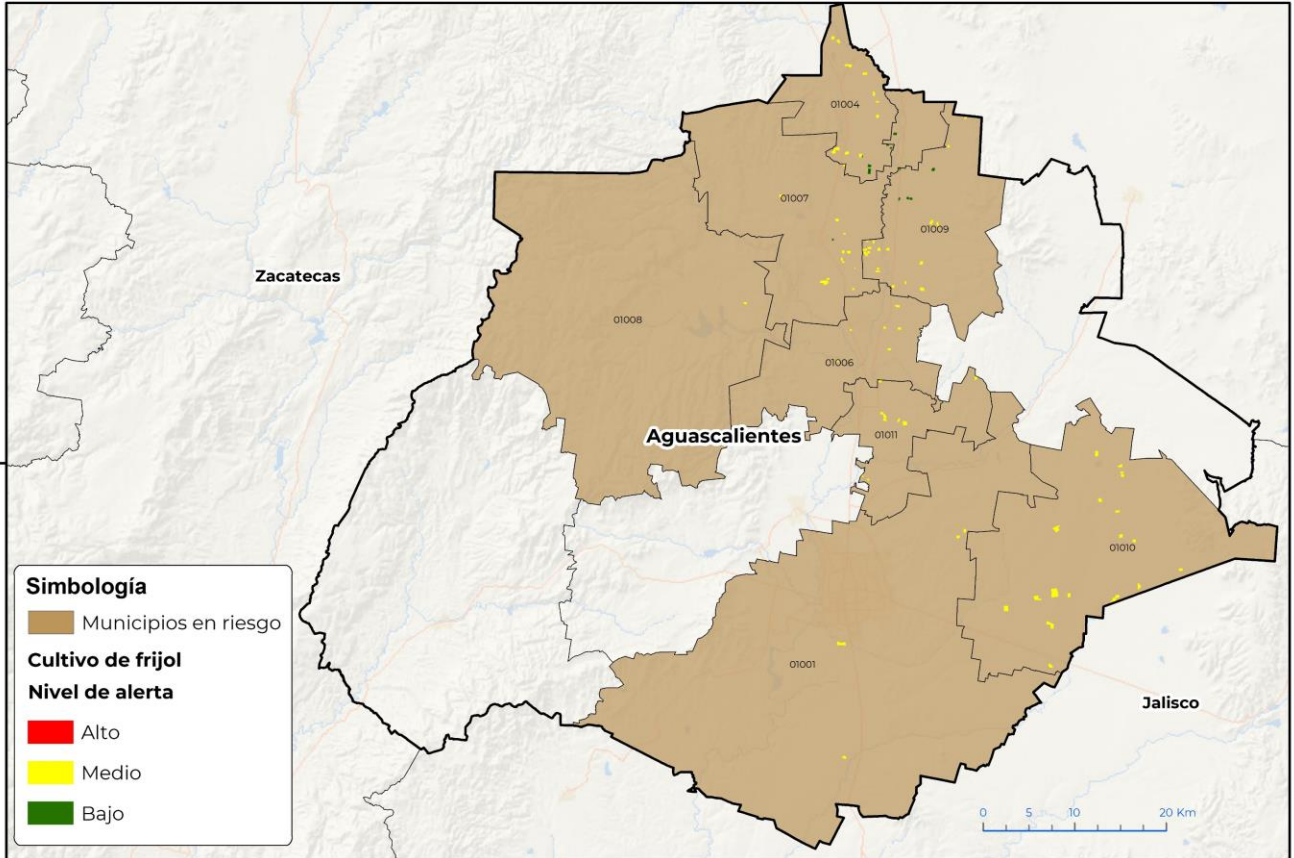 01004
01007
01009
Zacatecas
01008
01006
Aguascalientes
01011
01010
01001
Jalisco
Simbología
Municipios en riesgo
Cultivo de frijol
Nivel de alerta
Alto
Medio
Bajo
0 5 10 20 Km